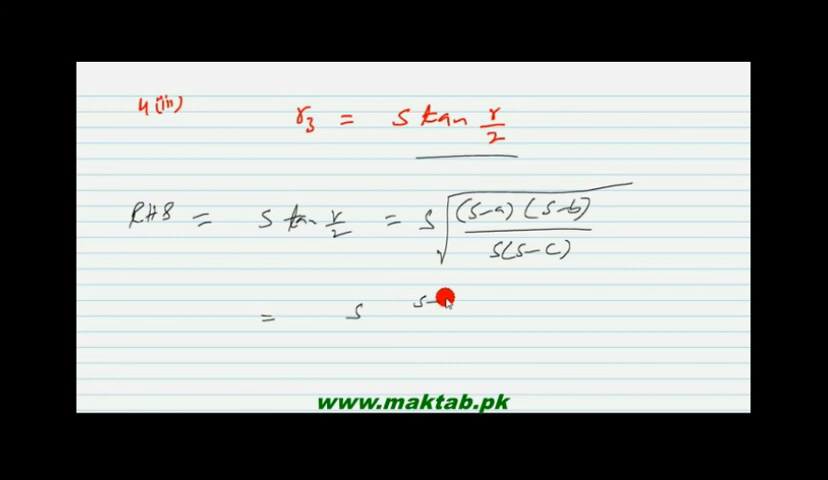 4(iii)
r₃ = s tan γ/2
RHS = s tan γ/2 = s √((s-a)(s-b)/s(s-c))
= s s-
www.maktab.pk